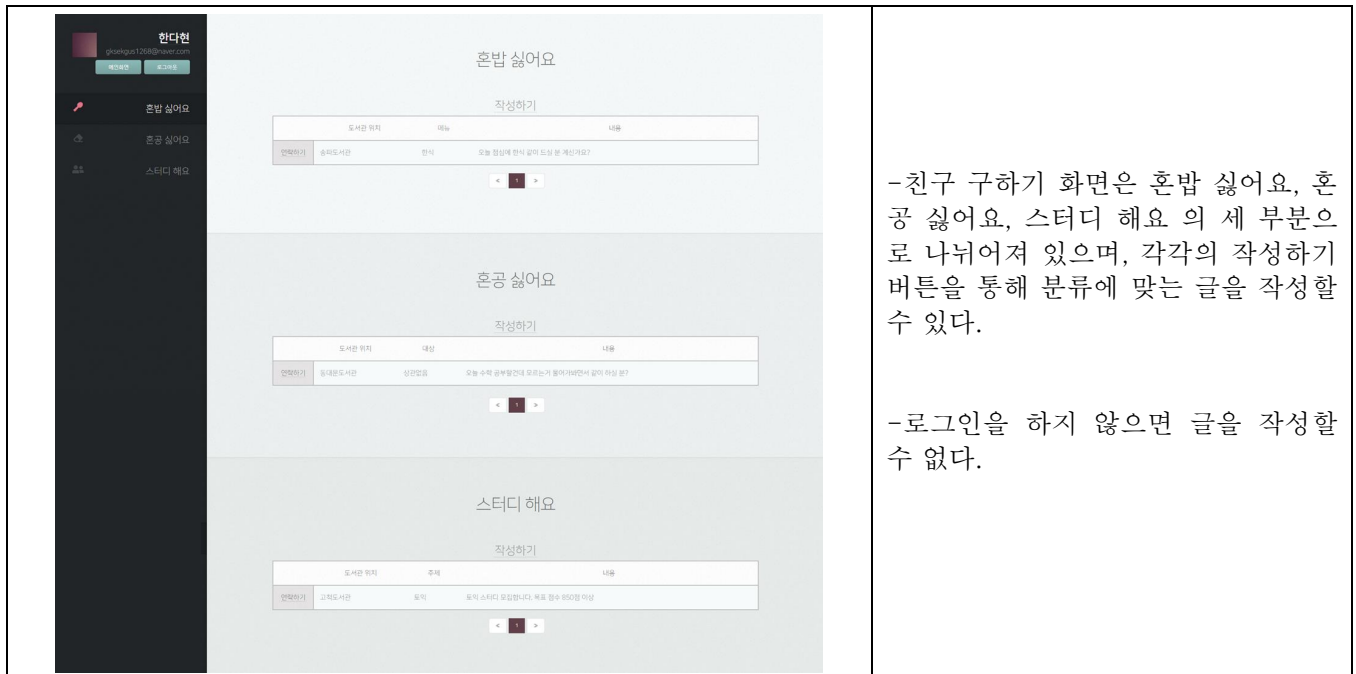 한다현
gksekgus1268@naver.com
메인화면 로그아웃
혼밥 싫어요
혼공 싫어요
스터디 해요
혼밥 싫어요
작성하기
도서관 위치 메뉴 내용
연락하기 송파도서관 한식 오늘 점심에 한식 같이 드실 분 계신가요?
< 1 >
혼공 싫어요
작성하기
도서관 위치 대상 내용
연락하기 동대문도서관 상관없음 오늘 수학 공부할건데 모르는거 물어가봐면서 같이 하실 분?
< 1 >
스터디 해요
작성하기
도서관 위치 주제 내용
연락하기 고척도서관 토익 토익 스터디 모집합니다. 목표 점수 850점 이상
< 1 >
-친구 구하기 화면은 혼밥 싫어요, 혼
공 싫어요, 스터디 해요 의 세 부분으
로 나뉘어져 있으며, 각각의 작성하기
버튼을 통해 분류에 맞는 글을 작성할
수 있다.
-로그인을 하지 않으면 글을 작성할
수 없다.